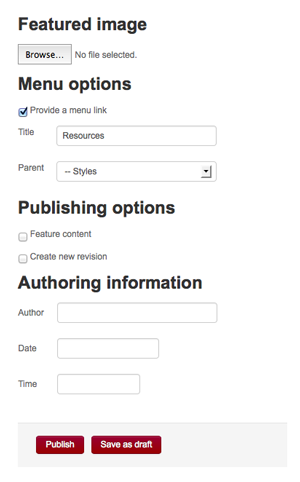 Featured image
Browse... No file selected.
Menu options
Provide a menu link
Title Resources
Parent -- Styles
Publishing options
Feature content
Create new revision
Authoring information
Author
Date
Time
Publish Save as draft